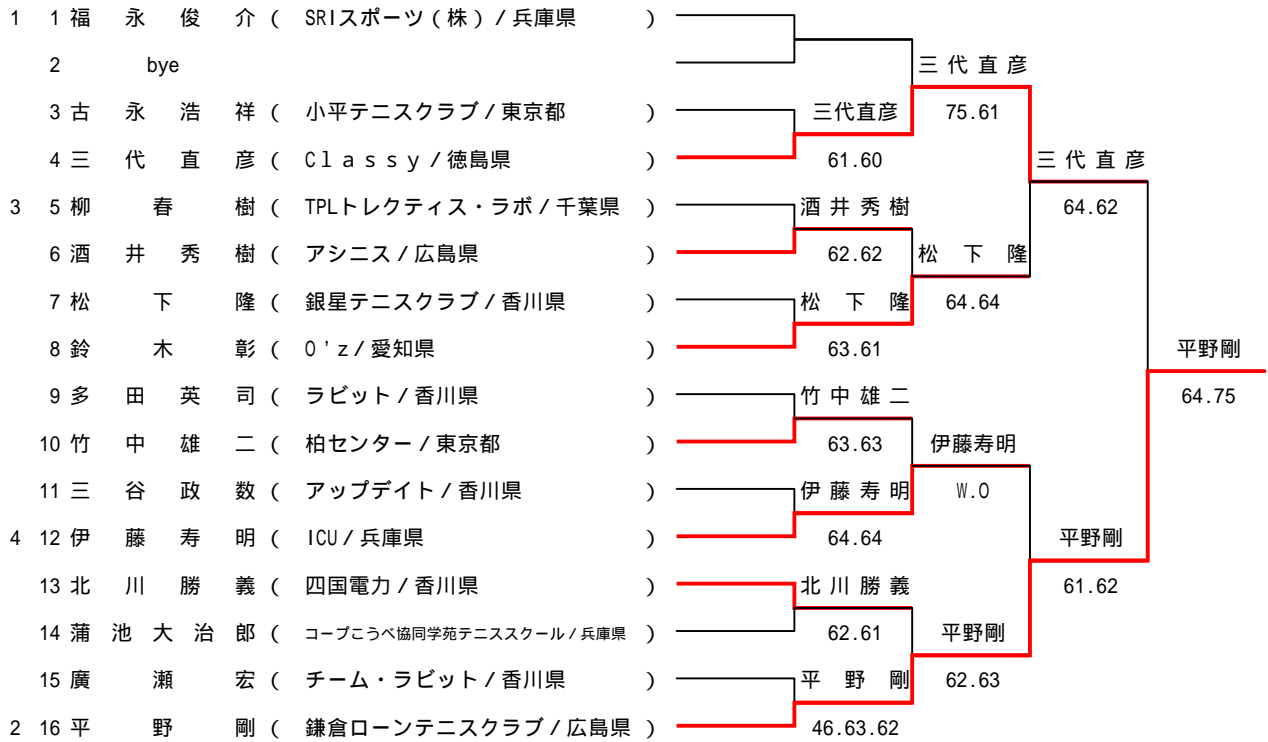 1 1 福 永 俊 介 ( SRIスポーツ(株)/兵庫県 )
2 bye 三 代 直 彦
3 古 永 浩 祥 ( 小平テニスクラブ/東京都 ) 三代直彦 75.61
4 三 代 直 彦 ( Classy/徳島県 ) 61.60 三 代 直 彦
3 5 柳 春 樹 ( TPLトレクティス・ラボ/千葉県 ) 酒 井 秀 樹 64.62
6 酒 井 秀 樹 ( アシニス/広島県 ) 62.62 松 下 隆
7 松 下 隆 ( 銀星テニスクラブ/香川県 ) 松 下 隆 64.64
8 鈴 木 彰 ( O'z/愛知県 ) 63.61 平野剛
9 多 田 英 司 ( ラビット/香川県 ) 竹 中 雄 二 64.75
10 竹 中 雄 二 ( 柏センター/東京都 ) 63.63 伊藤寿明
11 三 谷 政 数 ( アップデイト/香川県 ) 伊 藤 寿 明 W.O
4 12 伊 藤 寿 明 ( ICU/兵庫県 ) 64.64 平野剛
13 北 川 勝 義 ( 四国電力/香川県 ) 北 川 勝 義 61.62
14 蒲 池 大 治 郎 ( コープこうべ協同学苑テニススクール/兵庫県 ) 62.61 平野剛
15 廣 瀬 宏 ( チーム・ラビット/香川県 ) 平 野 剛 62.63
2 16 平 野 剛 ( 鎌倉ローンテニスクラブ/広島県 ) 46.63.62